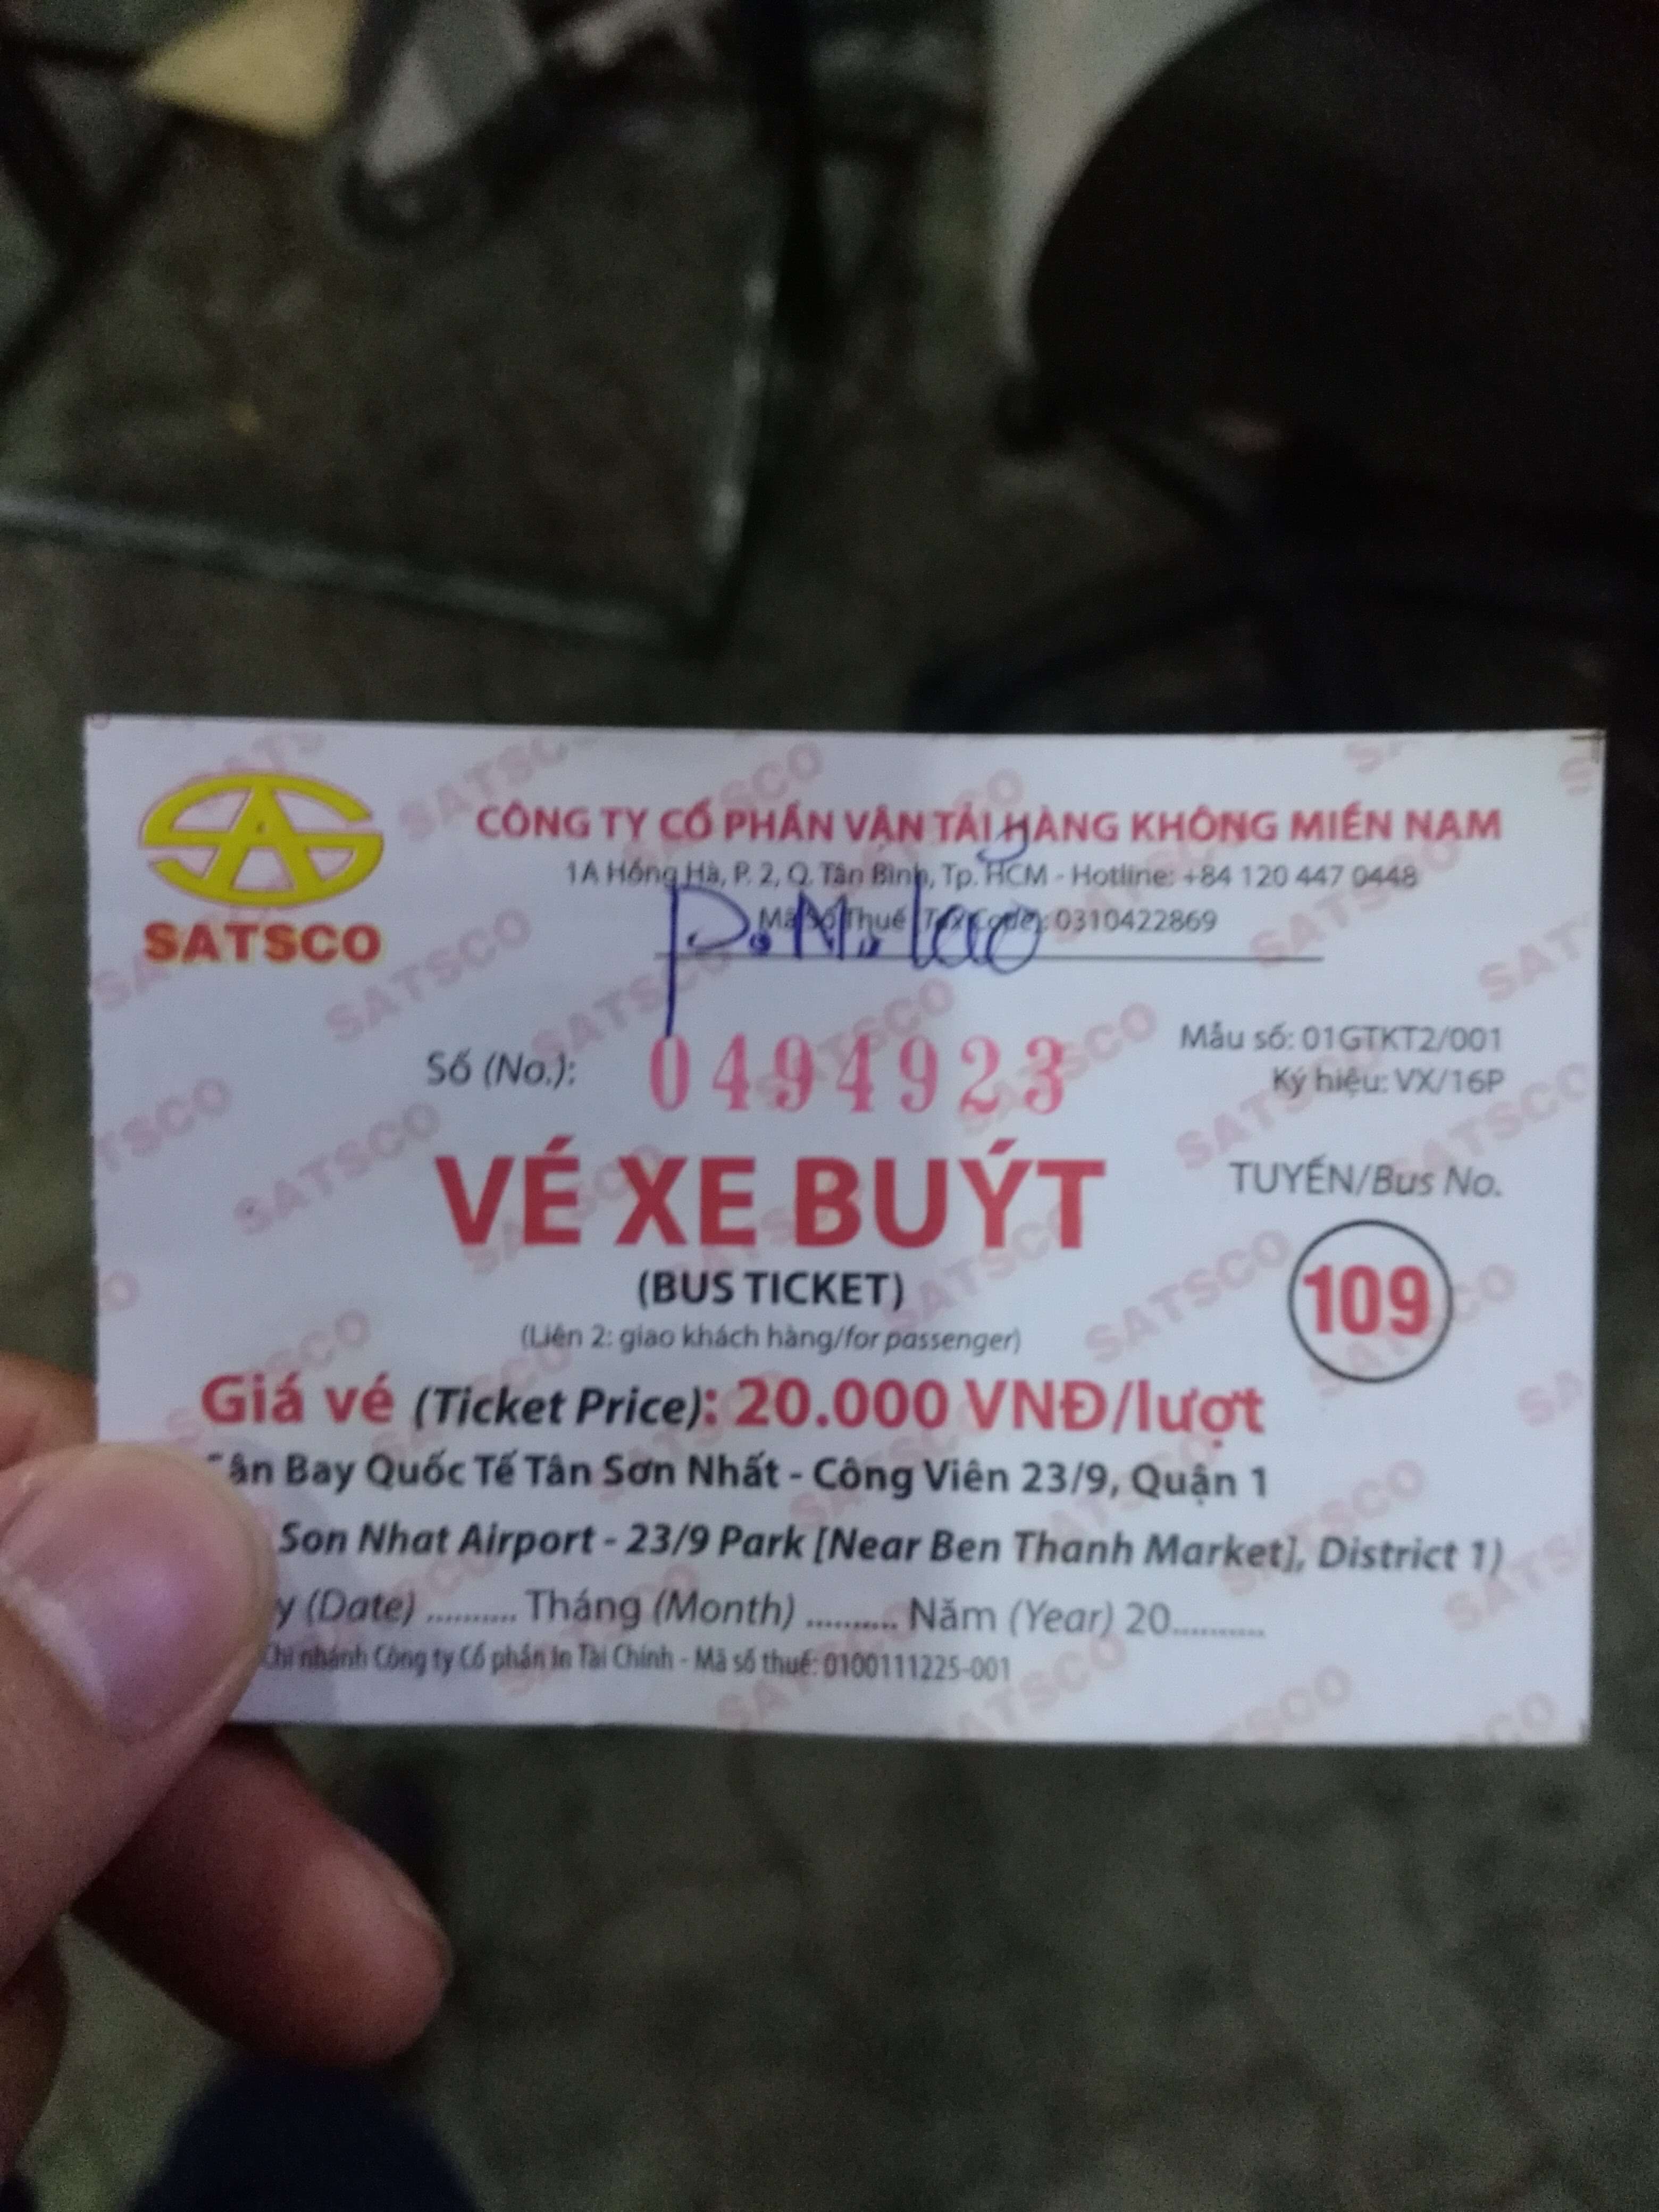 CÔNG TY CỔ PHẦN VẬN TẢI HÀNG KHÔNG MIỀN NAM
1A Hồng Hà, P. 2, Q. Tân Bình, Tp. HCM - Hotline: +84 120 447 0448
Mã Số Thuế (Tax Code): 0310422869
SATSCO
P. N. lao
Số (No.): 0494923
Mẫu số: 01GTKT2/001
Ký hiệu: VX/16P
VÉ XE BUÝT
TUYẾN/Bus No.
109
(BUS TICKET)
(Liên 2: giao khách hàng/for passenger)
Giá vé (Ticket Price): 20.000 VNĐ/lượt
ân Bay Quốc Tế Tân Sơn Nhất - Công Viên 23/9, Quận 1
Son Nhat Airport - 23/9 Park [Near Ben Thanh Market], District 1)
y (Date) .......... Tháng (Month) .......... Năm (Year) 20..........
Chi nhánh Công ty Cổ phần In Tài Chính - Mã số thuế: 0100111225-001